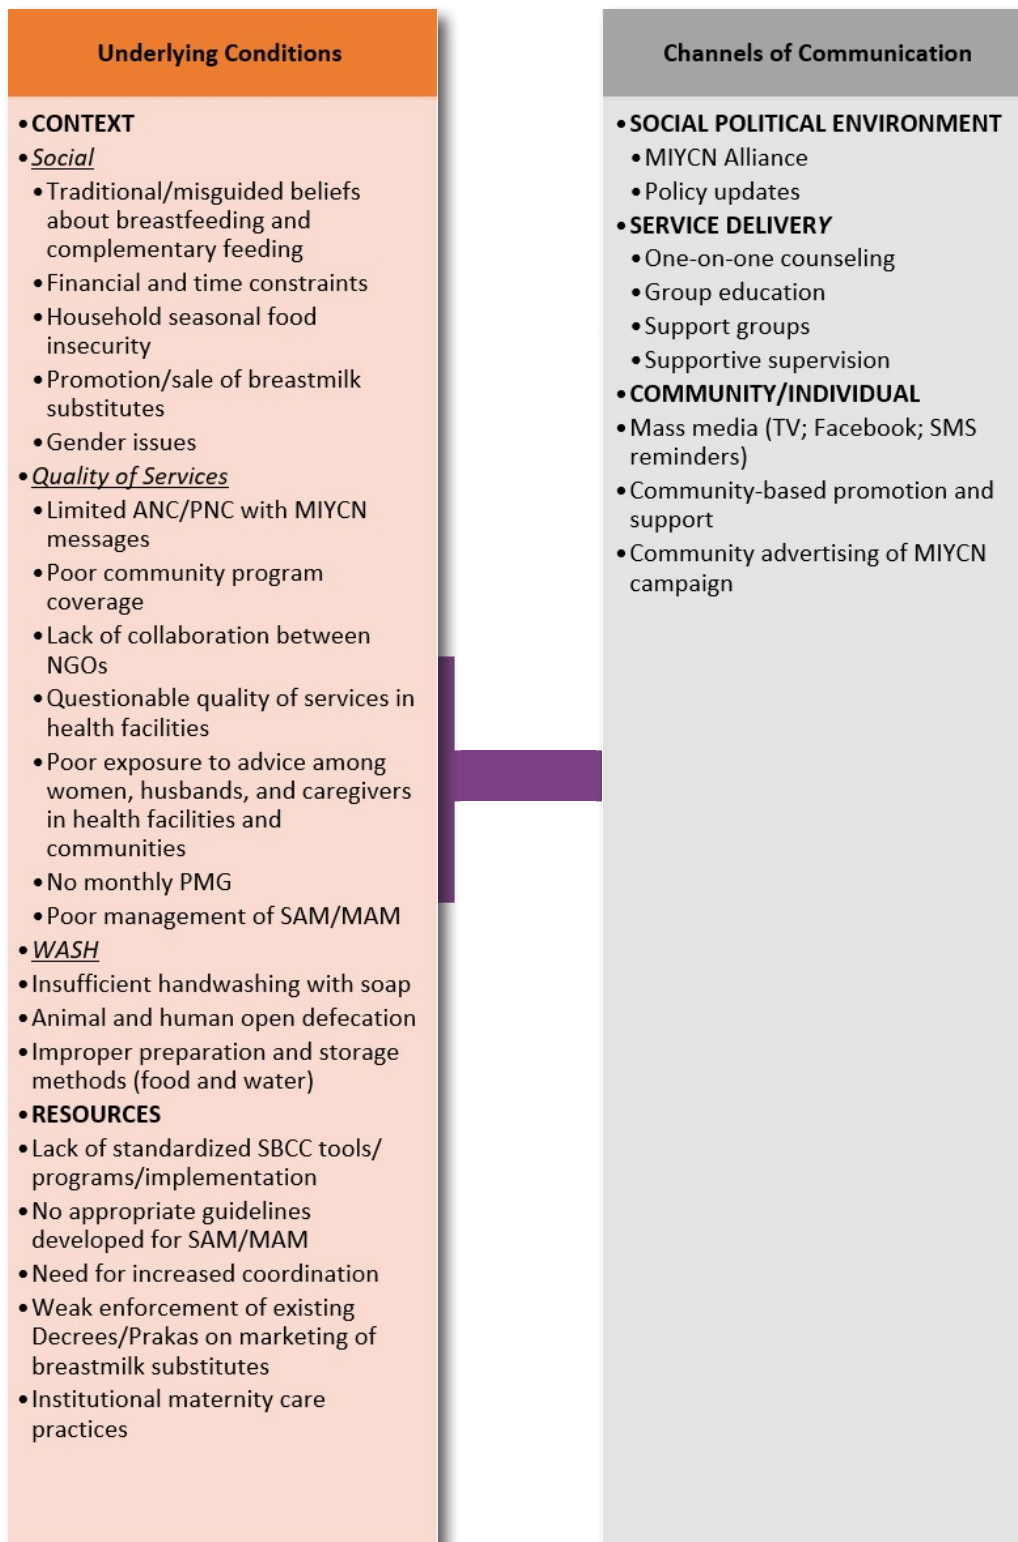 Underlying Conditions
• CONTEXT
• Social
• Traditional/misguided beliefs
about breastfeeding and
complementary feeding
• Financial and time constraints
• Household seasonal food
insecurity
• Promotion/sale of breastmilk
substitutes
• Gender issues
• Quality of Services
• Limited ANC/PNC with MIYCN
messages
• Poor community program
coverage
• Lack of collaboration between
NGOs
• Questionable quality of services in
health facilities
• Poor exposure to advice among
women, husbands, and caregivers
in health facilities and
communities
• No monthly PMG
• Poor management of SAM/MAM
• WASH
• Insufficient handwashing with soap
• Animal and human open defecation
• Improper preparation and storage
methods (food and water)
• RESOURCES
• Lack of standardized SBCC tools/
programs/implementation
• No appropriate guidelines
developed for SAM/MAM
• Need for increased coordination
• Weak enforcement of existing
Decrees/Prakas on marketing of
breastmilk substitutes
• Institutional maternity care
practices
Channels of Communication
• SOCIAL POLITICAL ENVIRONMENT
• MIYCN Alliance
• Policy updates
• SERVICE DELIVERY
• One-on-one counseling
• Group education
• Support groups
• Supportive supervision
• COMMUNITY/INDIVIDUAL
• Mass media (TV; Facebook; SMS
reminders)
• Community-based promotion and
support
• Community advertising of MIYCN
campaign